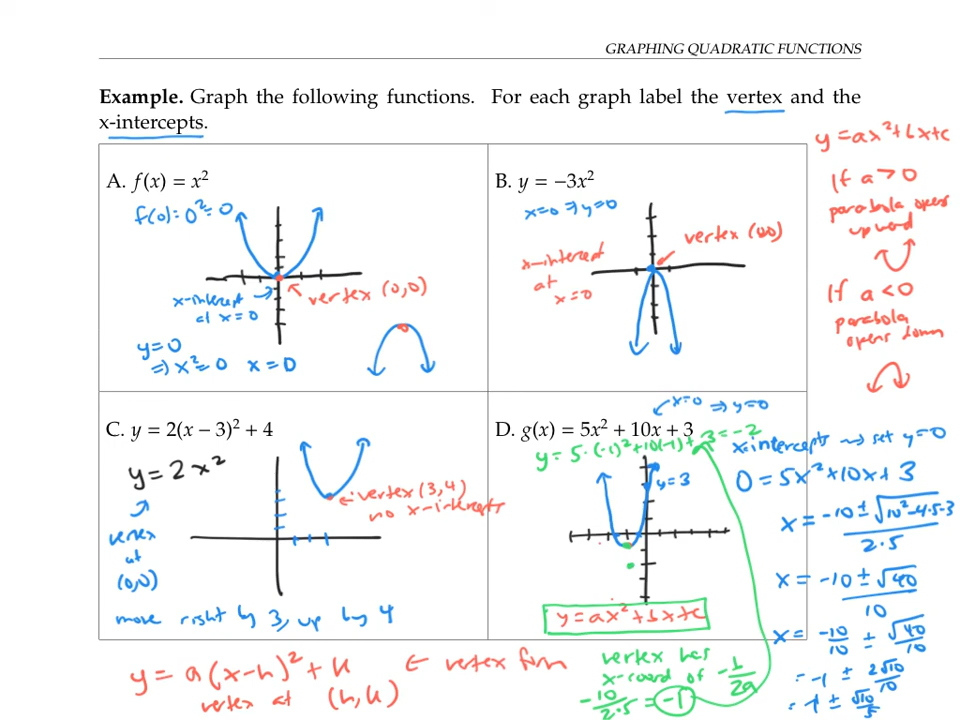 GRAPHING QUADRATIC FUNCTIONS
Example. Graph the following functions. For each graph label the vertex and the
x-intercepts.
A. f(x) = x²
f(0) = 0² = 0
x-intercept
at x=0
vertex (0,0)
y=0
⇒ x² = 0 x = 0
B. y = −3x²
x=0 ⇒ y=0
vertex (0,0)
x-intercept
at
x=0
y = ax²+bx+c
If a > 0
parabola opens
upward
If a < 0
parabola
opens down
C. y = 2(x − 3)² + 4
y = 2x²
vertex
at
(0,0)
vertex (3,4)
no x-intercepts
move right by 3, up by 4
D. g(x) = 5x² + 10x + 3
x=0 ⇒ y=0
y = 5·(-1)²+10(-1)+3 = -2
y=3
y = ax²+bx+c
x-intercepts ⇝ set y=0
0 = 5x²+10x+3
x = -10 ± √10²-4·5·3
2·5
x = -10 ± √40
10
x = -10/10 ± √40/10
= -1 ± 2√10/10
= -1 ± √10/5
y = a(x-h)² + k ← vertex form
vertex at (h,k)
vertex has
x-coord of -b/2a
-10/2·5 = -1